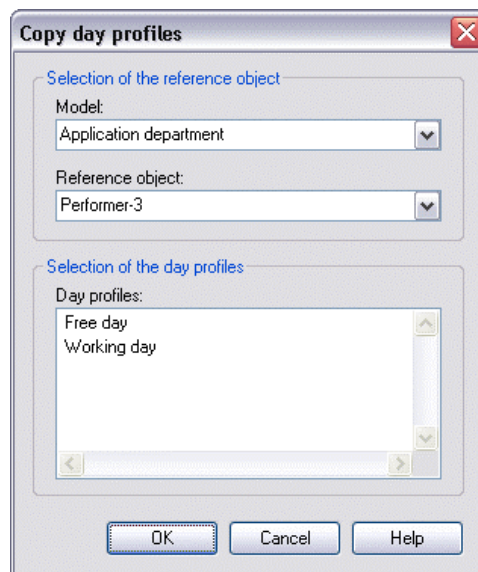 Copy day profiles
Selection of the reference object
Model:
Application department
Reference object:
Performer-3
Selection of the day profiles
Day profiles:
Free day
Working day
OK Cancel Help